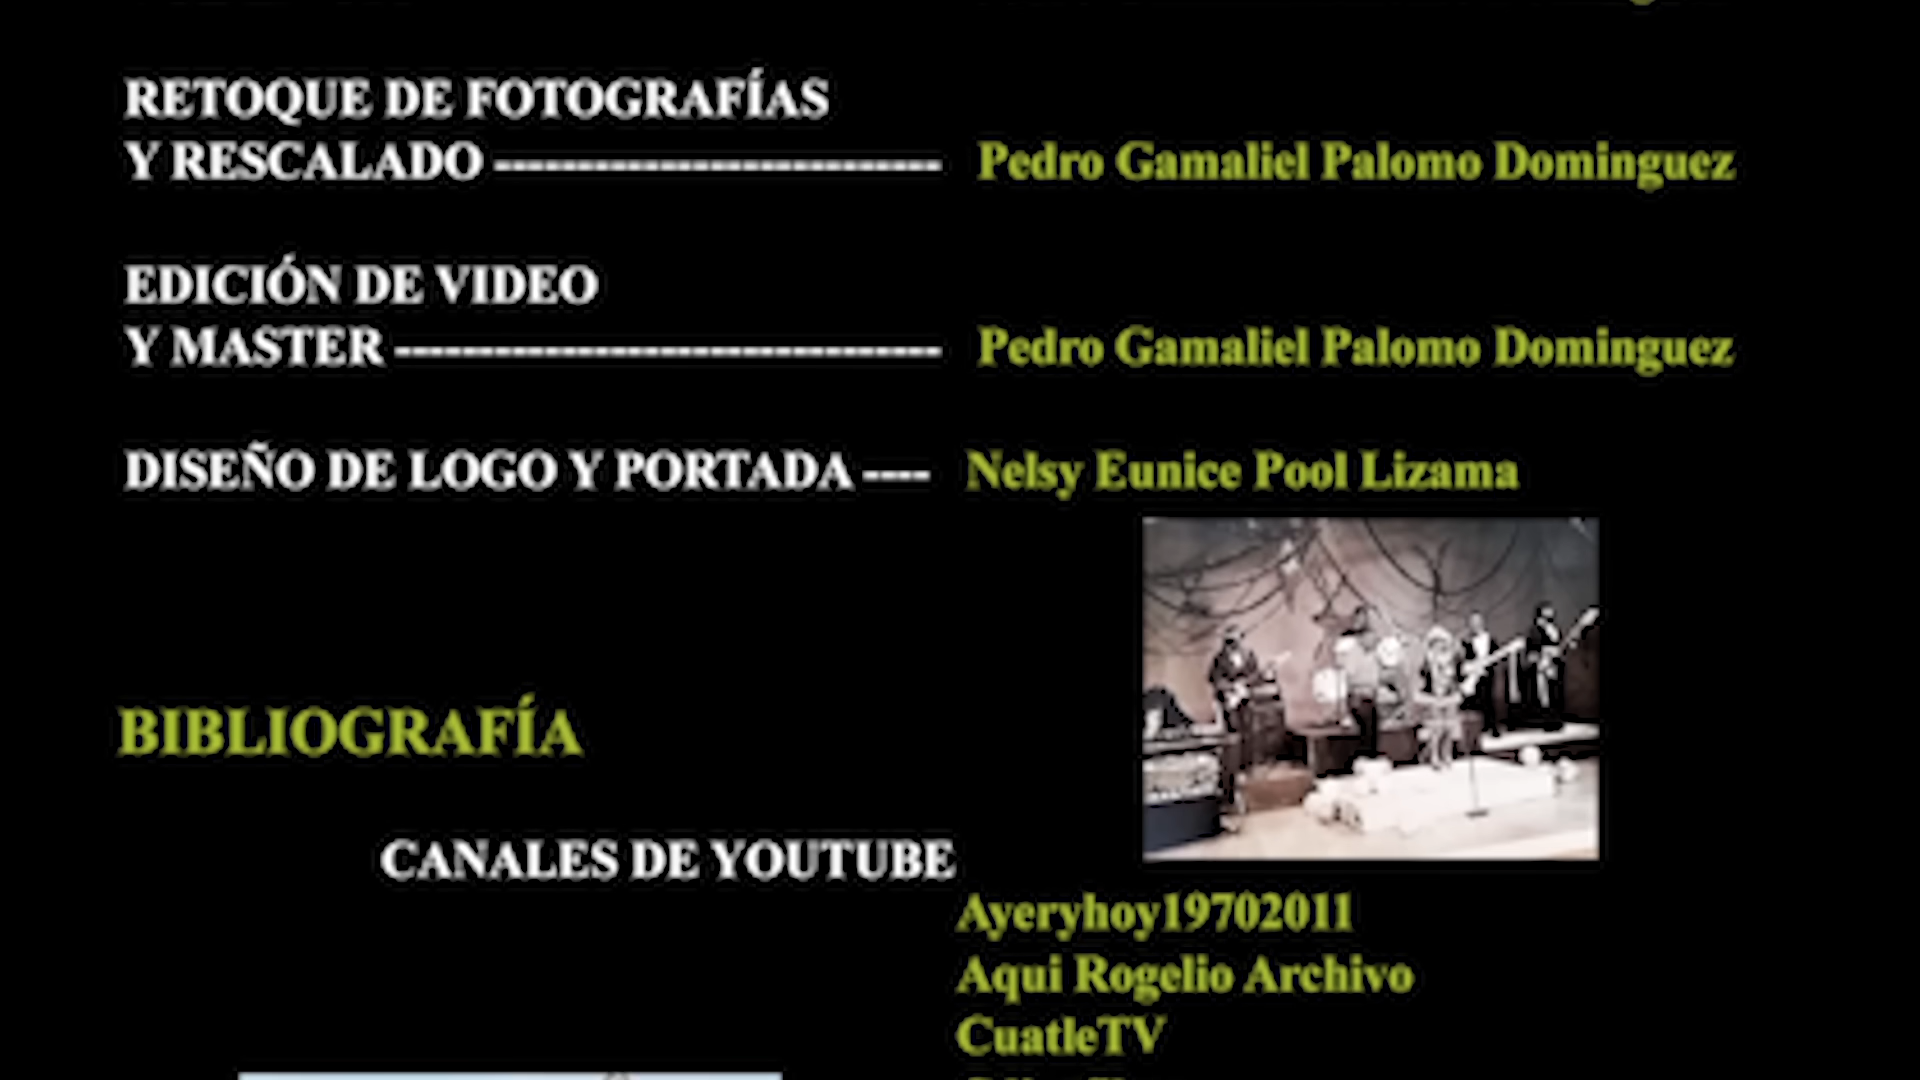 RETOQUE DE FOTOGRAFÍAS
Y RESCALADO --------------------------- Pedro Gamaliel Palomo Dominguez
EDICIÓN DE VIDEO
Y MASTER --------------------------------- Pedro Gamaliel Palomo Dominguez
DISEÑO DE LOGO Y PORTADA ---- Nelsy Eunice Pool Lizama
BIBLIOGRAFÍA
CANALES DE YOUTUBE
Ayeryhoy19702011
Aqui Rogelio Archivo
CuatleTV